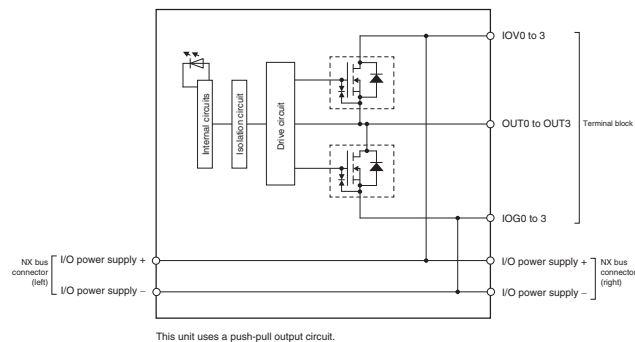 IOV0 to 3
Internal circuits
Isolation circuit
Drive circuit
OUT0 to OUT3
Terminal block
IOG0 to 3
NX bus
connector
(left)
I/O power supply +
I/O power supply −
I/O power supply +
I/O power supply −
NX bus
connector
(right)
This unit uses a push-pull output circuit.